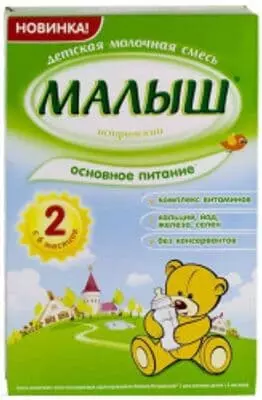 НОВИНКА!
детская молочная смесь
МАЛЫШ
истринский
основное питание
комплекс витаминов
2
с 6 месяцев
кальций, йод,
железо, селен
без консервантов